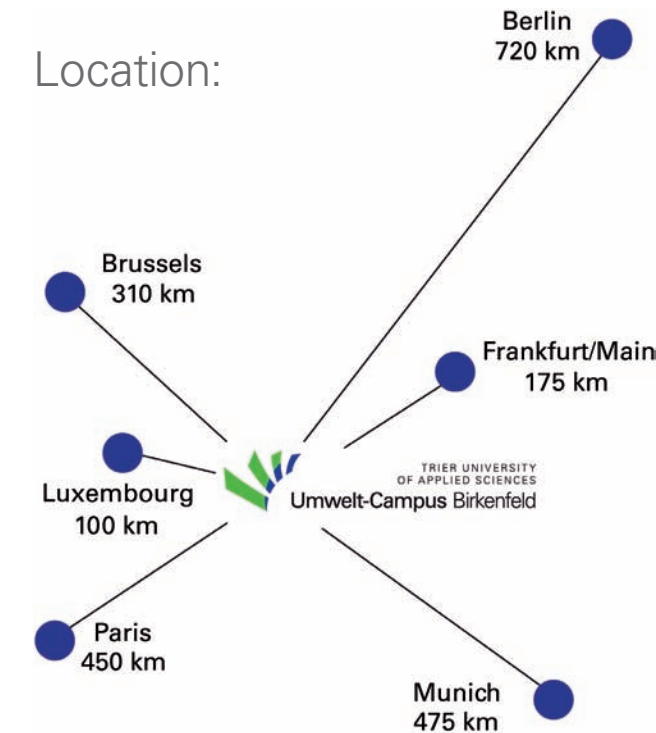 Location:
Berlin
720 km
Brussels
310 km
Frankfurt/Main
175 km
TRIER UNIVERSITY
OF APPLIED SCIENCES
Umwelt-Campus Birkenfeld
Luxembourg
100 km
Paris
450 km
Munich
475 km